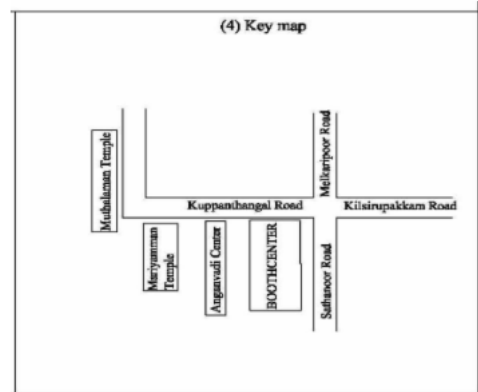 (4) Key map
Melkaripoor Road
Muthalaman Temple
Kuppanthangal Road
Kilsirupakkam Road
Mariyamman
Temple
Anganvadi Center
BOOTHCENTER
Sathanoor Road